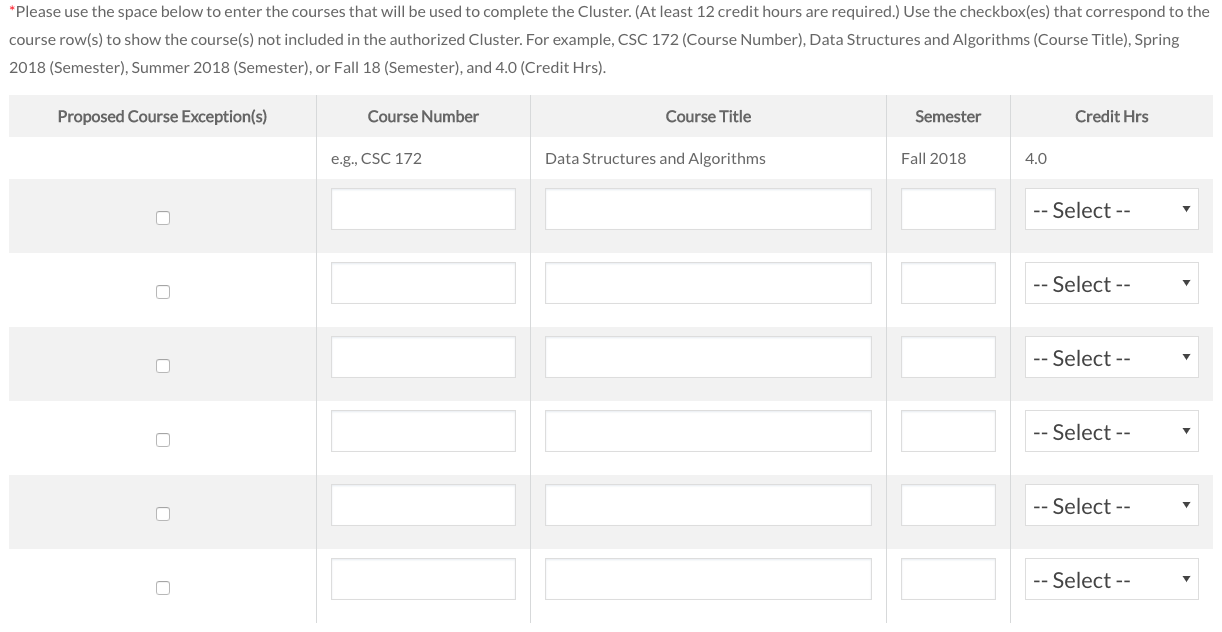 *Please use the space below to enter the courses that will be used to complete the Cluster. (At least 12 credit hours are required.) Use the checkbox(es) that correspond to the
course row(s) to show the course(s) not included in the authorized Cluster. For example, CSC 172 (Course Number), Data Structures and Algorithms (Course Title), Spring
2018 (Semester), Summer 2018 (Semester), or Fall 18 (Semester), and 4.0 (Credit Hrs).
Proposed Course Exception(s) Course Number Course Title Semester Credit Hrs
e.g., CSC 172 Data Structures and Algorithms Fall 2018 4.0
-- Select --
-- Select --
-- Select --
-- Select --
-- Select --
-- Select --